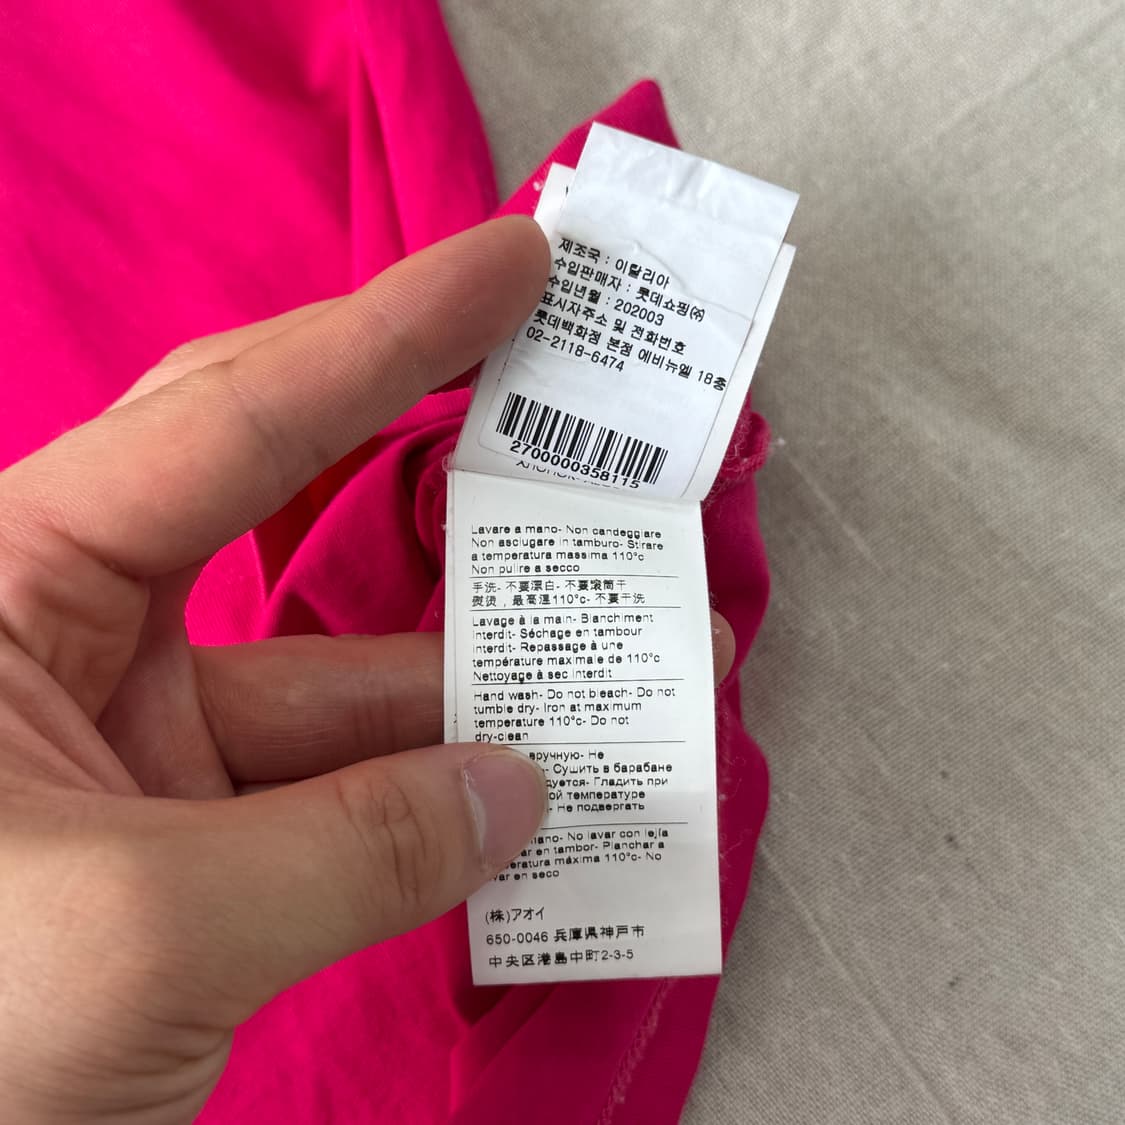 제조국 : 이탈리아
수입판매자 : 롯데쇼핑㈜
수입년월 : 202003
표시자주소 및 전화번호
롯데백화점 본점 에비뉴엘 18층
02-2118-6474
2700000358115
Lavare a mano- Non candeggiare
Non asciugare in tamburo- Stirare
a temperatura massima 110°c
Non pulire a secco
手洗- 不要漂白- 不要滚筒干
熨烫，最高温110°c- 不要干洗
Lavage à la main- Blanchiment
interdit- Séchage en tambour
interdit- Repassage à une
température maximale de 110°c
Nettoyage à sec interdit
Hand wash- Do not bleach- Do not
tumble dry- Iron at maximum
temperature 110°c- Do not
dry-clean
вручную- Не
- Сушить в барабане
Гладить при
температуре
- Не подвергать
No lavar con lejía
en tambor- Planchar a
máxima 110°c- No
en seco
(株)アオイ
650-0046 兵庫県神戸市
中央区港島中町2-3-5